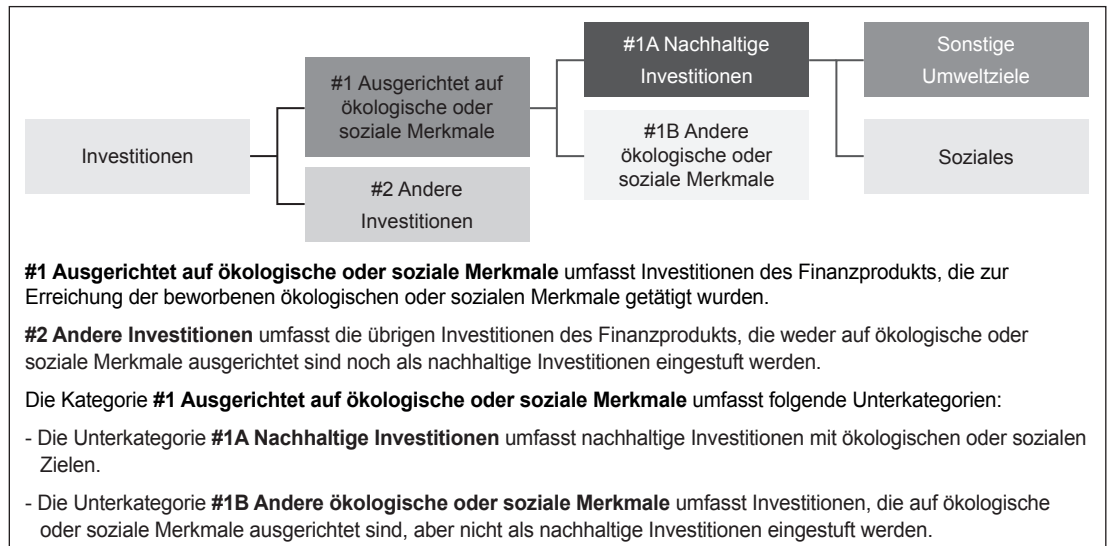 Investitionen
#1 Ausgerichtet auf
ökologische oder
soziale Merkmale
#2 Andere
Investitionen
#1A Nachhaltige
Investitionen
#1B Andere
ökologische oder
soziale Merkmale
Sonstige
Umweltziele
Soziales
#1 Ausgerichtet auf ökologische oder soziale Merkmale umfasst Investitionen des Finanzprodukts, die zur
Erreichung der beworbenen ökologischen oder sozialen Merkmale getätigt wurden.
#2 Andere Investitionen umfasst die übrigen Investitionen des Finanzprodukts, die weder auf ökologische oder
soziale Merkmale ausgerichtet sind noch als nachhaltige Investitionen eingestuft werden.
Die Kategorie #1 Ausgerichtet auf ökologische oder soziale Merkmale umfasst folgende Unterkategorien:
- Die Unterkategorie #1A Nachhaltige Investitionen umfasst nachhaltige Investitionen mit ökologischen oder sozialen
Zielen.
- Die Unterkategorie #1B Andere ökologische oder soziale Merkmale umfasst Investitionen, die auf ökologische
oder soziale Merkmale ausgerichtet sind, aber nicht als nachhaltige Investitionen eingestuft werden.